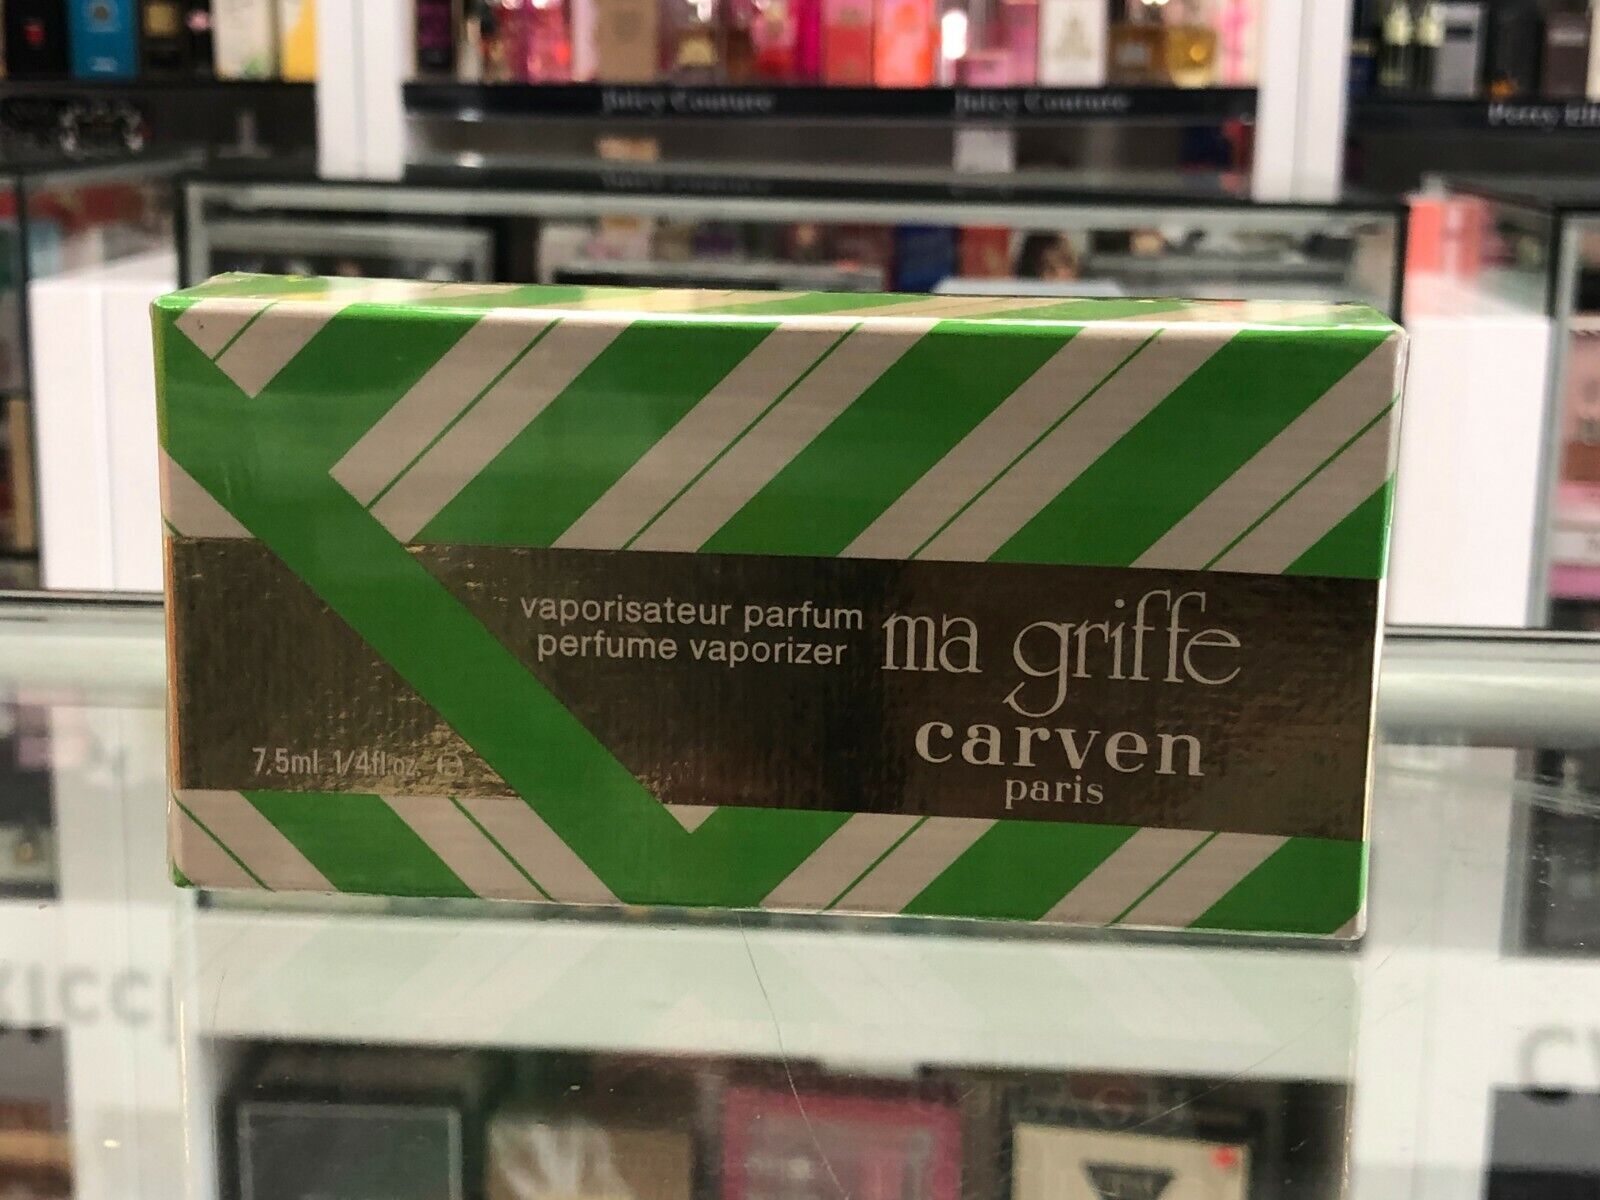 Juicy Couture Juicy Couture
vaporisateur parfum
perfume vaporizer
ma griffe
carven
paris
7,5ml 1/4fl.oz. ℮